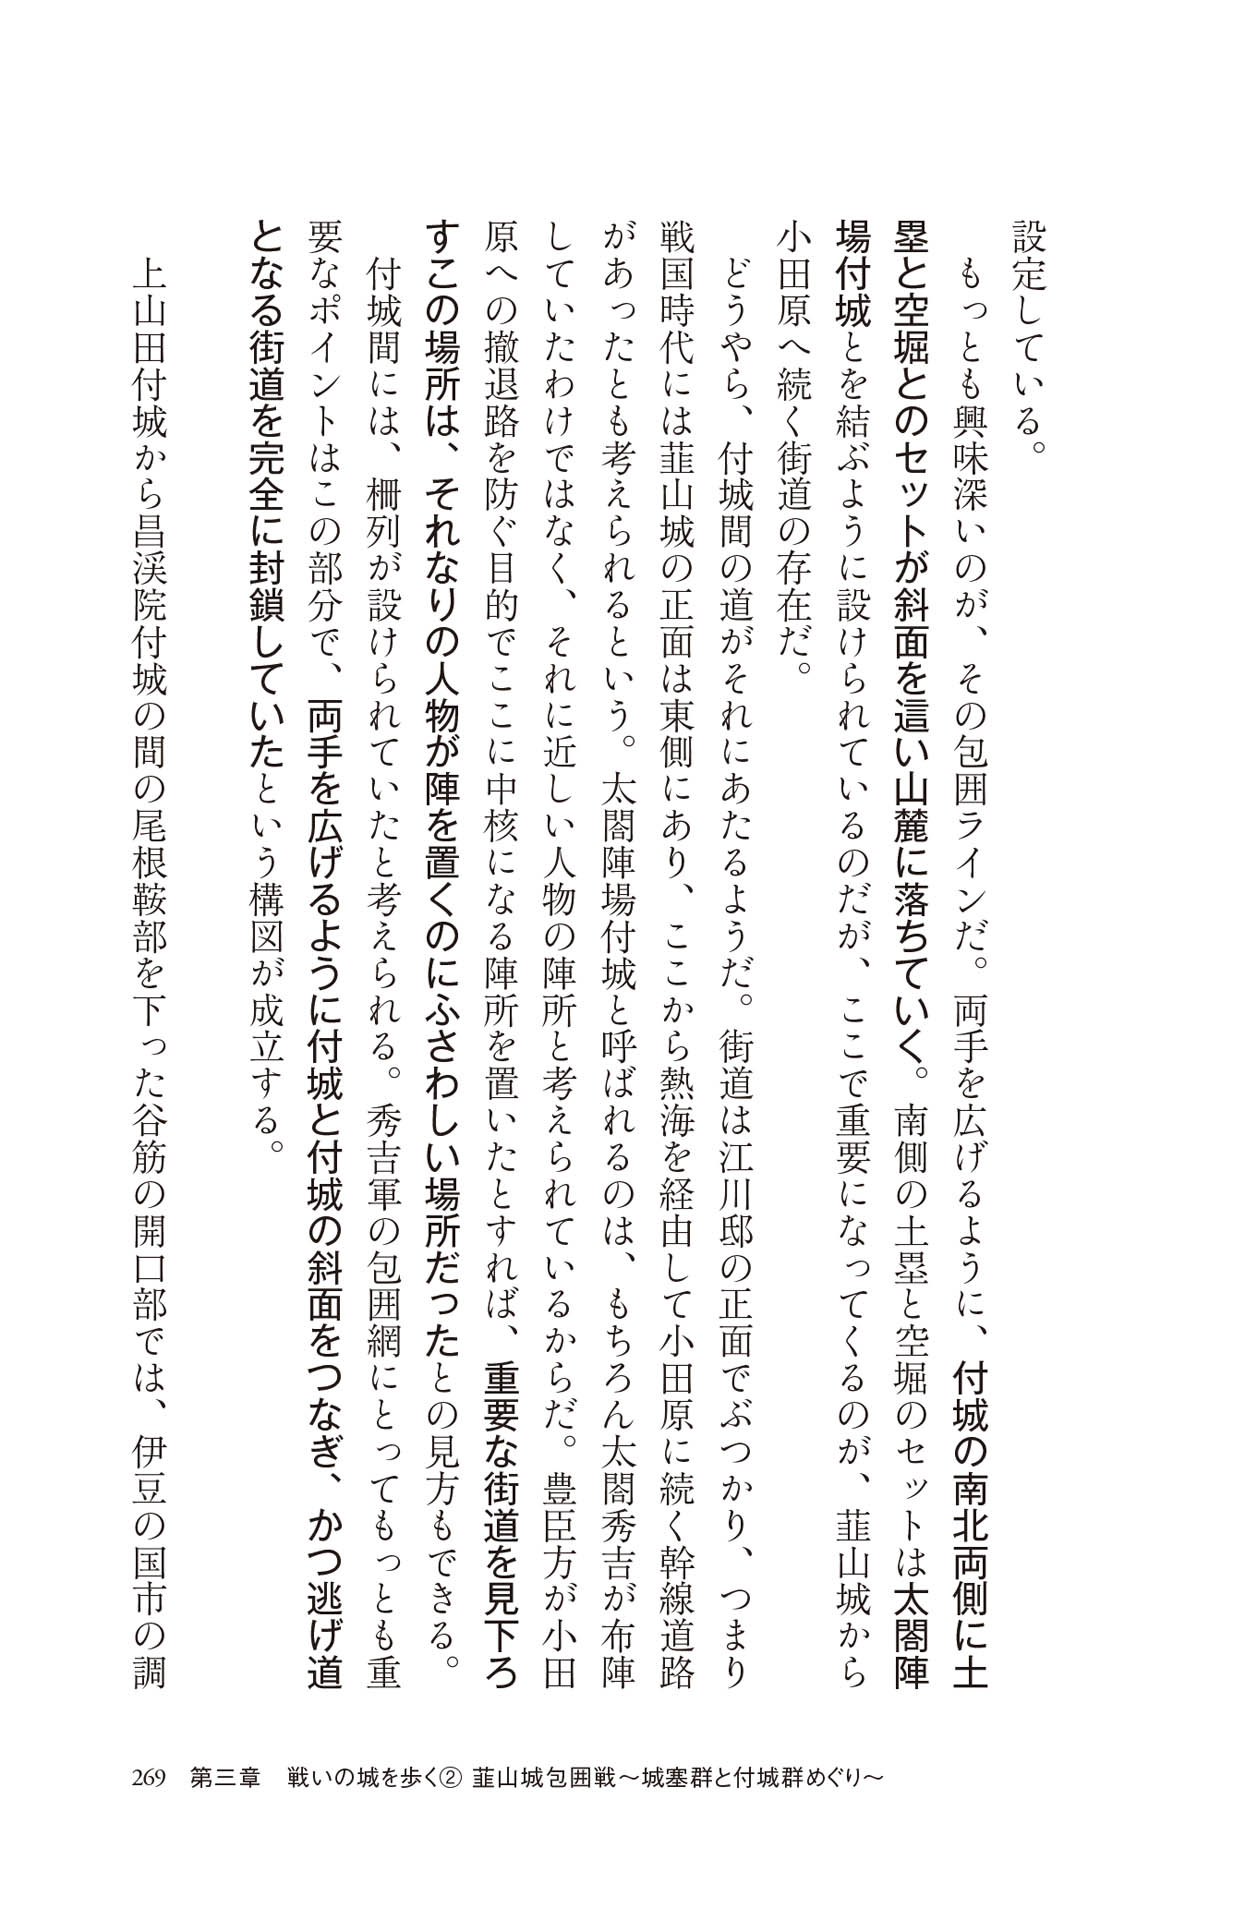 設定している。
　もっとも興味深いのが、その包囲ラインだ。両手を広げるように、付城の南北両側に土
塁と空堀とのセットが斜面を這い山麓に落ちていく。南側の土塁と空堀のセットは太閤陣
場付城とを結ぶように設けられているのだが、ここで重要になってくるのが、韮山城から
小田原へ続く街道の存在だ。
　どうやら、付城間の道がそれにあたるようだ。街道は江川邸の正面でぶつかり、つまり
戦国時代には韮山城の正面は東側にあり、ここから熱海を経由して小田原に続く幹線道路
があったとも考えられるという。太閤陣場付城と呼ばれるのは、もちろん太閤秀吉が布陣
していたわけではなく、それに近しい人物の陣所と考えられているからだ。豊臣方が小田
原への撤退路を防ぐ目的でここに中核になる陣所を置いたとすれば、重要な街道を見下ろ
すこの場所は、それなりの人物が陣を置くのにふさわしい場所だったとの見方もできる。
　付城間には、柵列が設けられていたと考えられる。秀吉軍の包囲網にとってもっとも重
要なポイントはこの部分で、両手を広げるように付城と付城の斜面をつなぎ、かつ逃げ道
となる街道を完全に封鎖していたという構図が成立する。
　上山田付城から昌渓院付城の間の尾根鞍部を下った谷筋の開口部では、伊豆の国市の調
269　第三章　戦いの城を歩く② 韮山城包囲戦〜城塞群と付城群めぐり〜